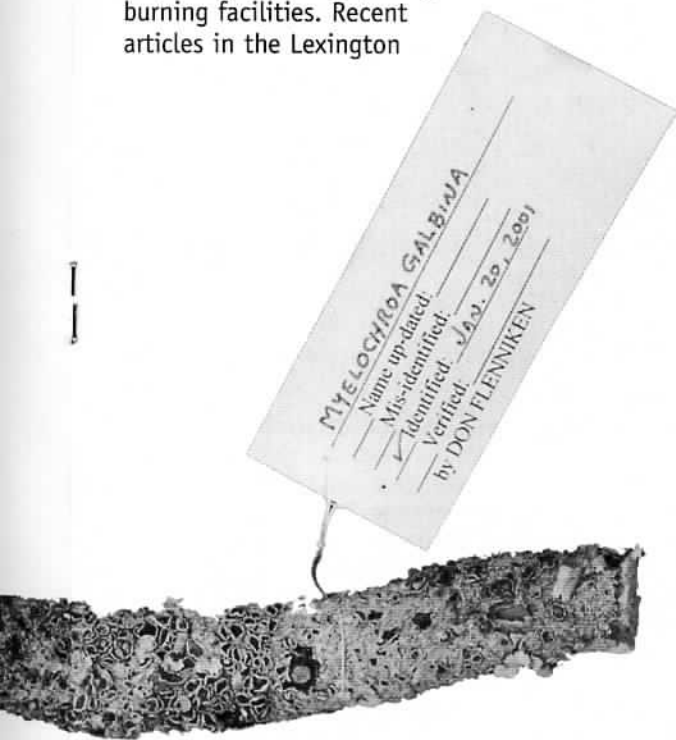 burning facilities. Recent
articles in the Lexington
MYELOCHROA GALBINA
Name up-dated:
Mis-identified:
✓ Identified: JAN. 20, 2001
Verified:
by DON FLENNIKEN